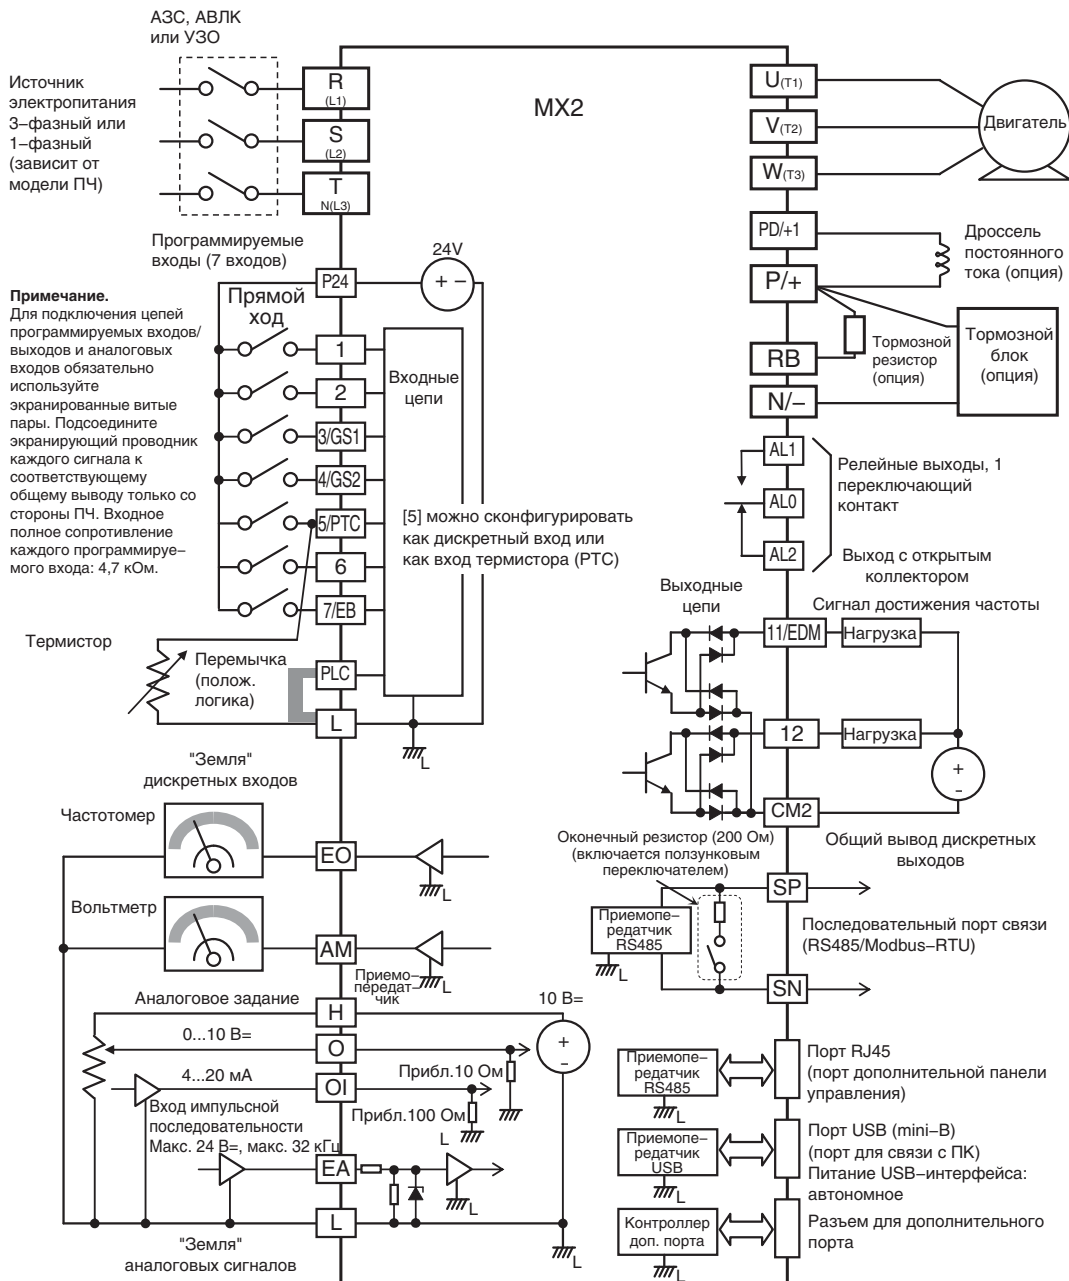 АЗС, АВЛК
или УЗО
Источник
электропитания
3–фазный или
1–фазный
(зависит от
модели ПЧ)
R
(L1)
S
(L2)
T
N(L3)
MX2
U(T1)
V(T2)
W(T3)
Двигатель
PD/+1
P/+
RB
N/–
Дроссель
постоянного
тока (опция)
Тормозной
резистор
(опция)
Тормозной
блок
(опция)
Программируемые
входы (7 входов)
24V
+ –
P24
Примечание.
Для подключения цепей
программируемых входов/
выходов и аналоговых
входов обязательно
используйте
экранированные витые
пары. Подсоедините
экранирующий проводник
каждого сигнала к
соответствующему
общему выводу только со
стороны ПЧ. Входное
полное сопротивление
каждого программируе–
мого входа: 4,7 кОм.
Прямой
ход
1
2
3/GS1
4/GS2
5/PTC
6
7/EB
PLC
L
Входные
цепи
[5] можно сконфигурировать
как дискретный вход или
как вход термистора (PTC)
Термистор
Перемычка
(полож.
логика)
L
"Земля"
дискретных входов
AL1
AL0
AL2
Релейные выходы, 1
переключающий
контакт
Выход с открытым
коллектором
Выходные
цепи
Сигнал достижения частоты
11/EDM
Нагрузка
12
Нагрузка
+
-
CM2
Общий вывод дискретных
выходов
Частотомер
EO
L
Вольтметр
AM
L
Приемо–
передат–
чик
Оконечный резистор (200 Ом)
(включается ползунковым
переключателем)
SP
Приемопе–
редатчик
RS485
L
SN
Последовательный порт связи
(RS485/Modbus–RTU)
Аналоговое задание
H
10 В=
+
-
0...10 В=
O
Прибл.10 Ом
4...20 мА
OI
Прибл.100 Ом
L
Вход импульсной
последовательности
Макс. 24 В=, макс. 32 кГц
EA
L
L
L
"Земля"
аналоговых сигналов
Приемопе–
редатчик
RS485
L
Порт RJ45
(порт дополнительной панели
управления)
Приемопе–
редатчик
USB
L
Порт USB (mini–B)
(порт для связи с ПК)
Питание USB–интерфейса:
автономное
Контроллер
доп. порта
L
Разъем для дополнительного
порта